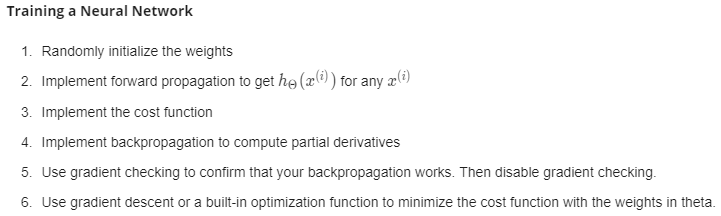 Training a Neural Network
1. Randomly initialize the weights
2. Implement forward propagation to get hΘ(x(i)) for any x(i)
3. Implement the cost function
4. Implement backpropagation to compute partial derivatives
5. Use gradient checking to confirm that your backpropagation works. Then disable gradient checking.
6. Use gradient descent or a built-in optimization function to minimize the cost function with the weights in theta.